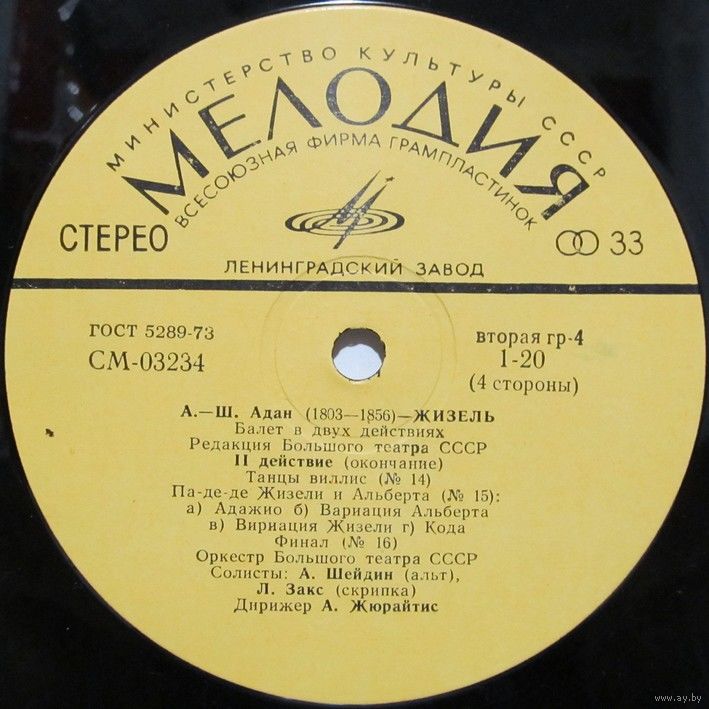 МИНИСТЕРСТВО КУЛЬТУРЫ СССР
МЕЛОДИЯ
ВСЕСОЮЗНАЯ ФИРМА ГРАМПЛАСТИНОК
СТЕРЕО
33
ЛЕНИНГРАДСКИЙ ЗАВОД
ГОСТ 5289-73
СМ-03234
вторая гр-4
1-20
(4 стороны)
А.—Ш. Адан (1803—1856)—ЖИЗЕЛЬ
Балет в двух действиях
Редакция Большого театра СССР
II действие (окончание)
Танцы виллис (№ 14)
Па-де-де Жизели и Альберта (№ 15):
а) Адажио б) Вариация Альберта
в) Вириация Жизели г) Кода
Финал (№ 16)
Оркестр Большого театра СССР
Солисты: А. Шейдин (альт),
Л. Закс (скрипка)
Дирижер А. Жюрайтис
www.ay.by